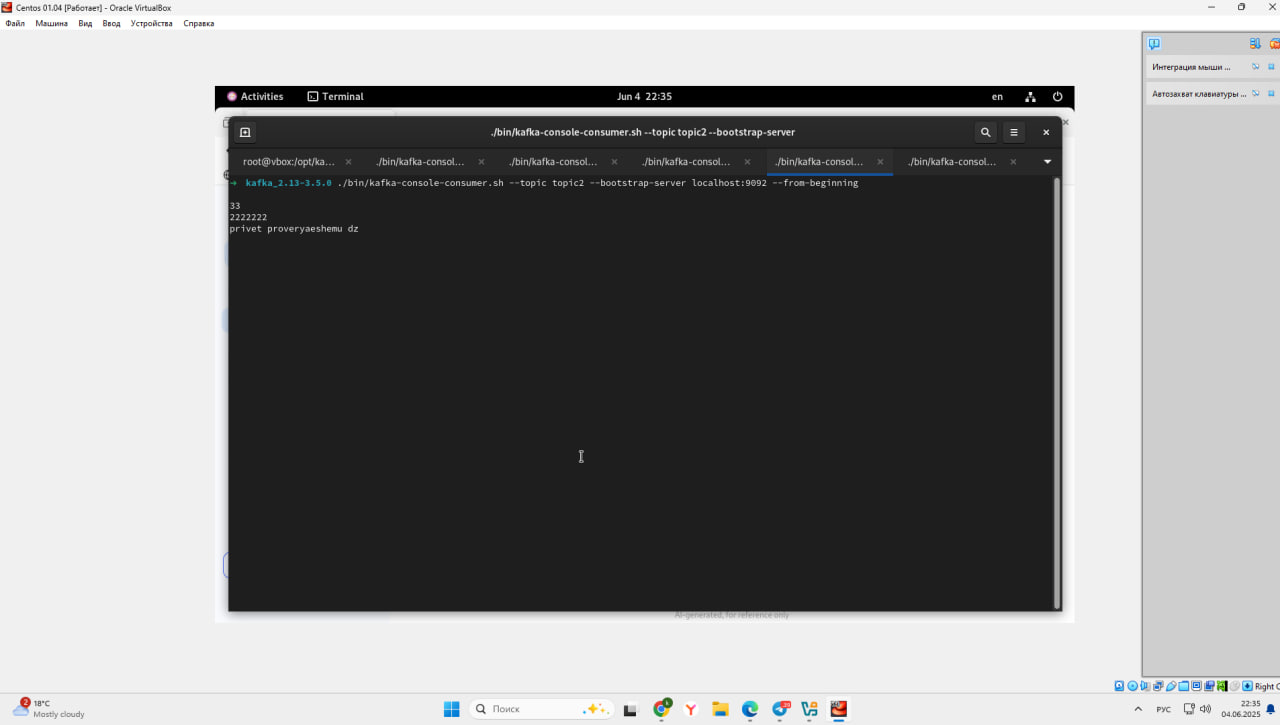 Centos 01.04 [Работает] - Oracle VirtualBox
Файл Машина Вид Ввод Устройства Справка
Интеграция мыши ...
Автозахват клавиатуры ...
Activities Terminal Jun 4 22:35 en
./bin/kafka-console-consumer.sh --topic topic2 --bootstrap-server
root@vbox:/opt/ka... ./bin/kafka-consol... ./bin/kafka-consol... ./bin/kafka-consol... ./bin/kafka-consol... ./bin/kafka-consol...
→ kafka_2.13-3.5.0 ./bin/kafka-console-consumer.sh --topic topic2 --bootstrap-server localhost:9092 --from-beginning
33
2222222
privet proveryaeshemu dz
AI-generated, for reference only
Right C
2 18°C
Mostly cloudy
Поиск
РУС
22:35
04.06.2025